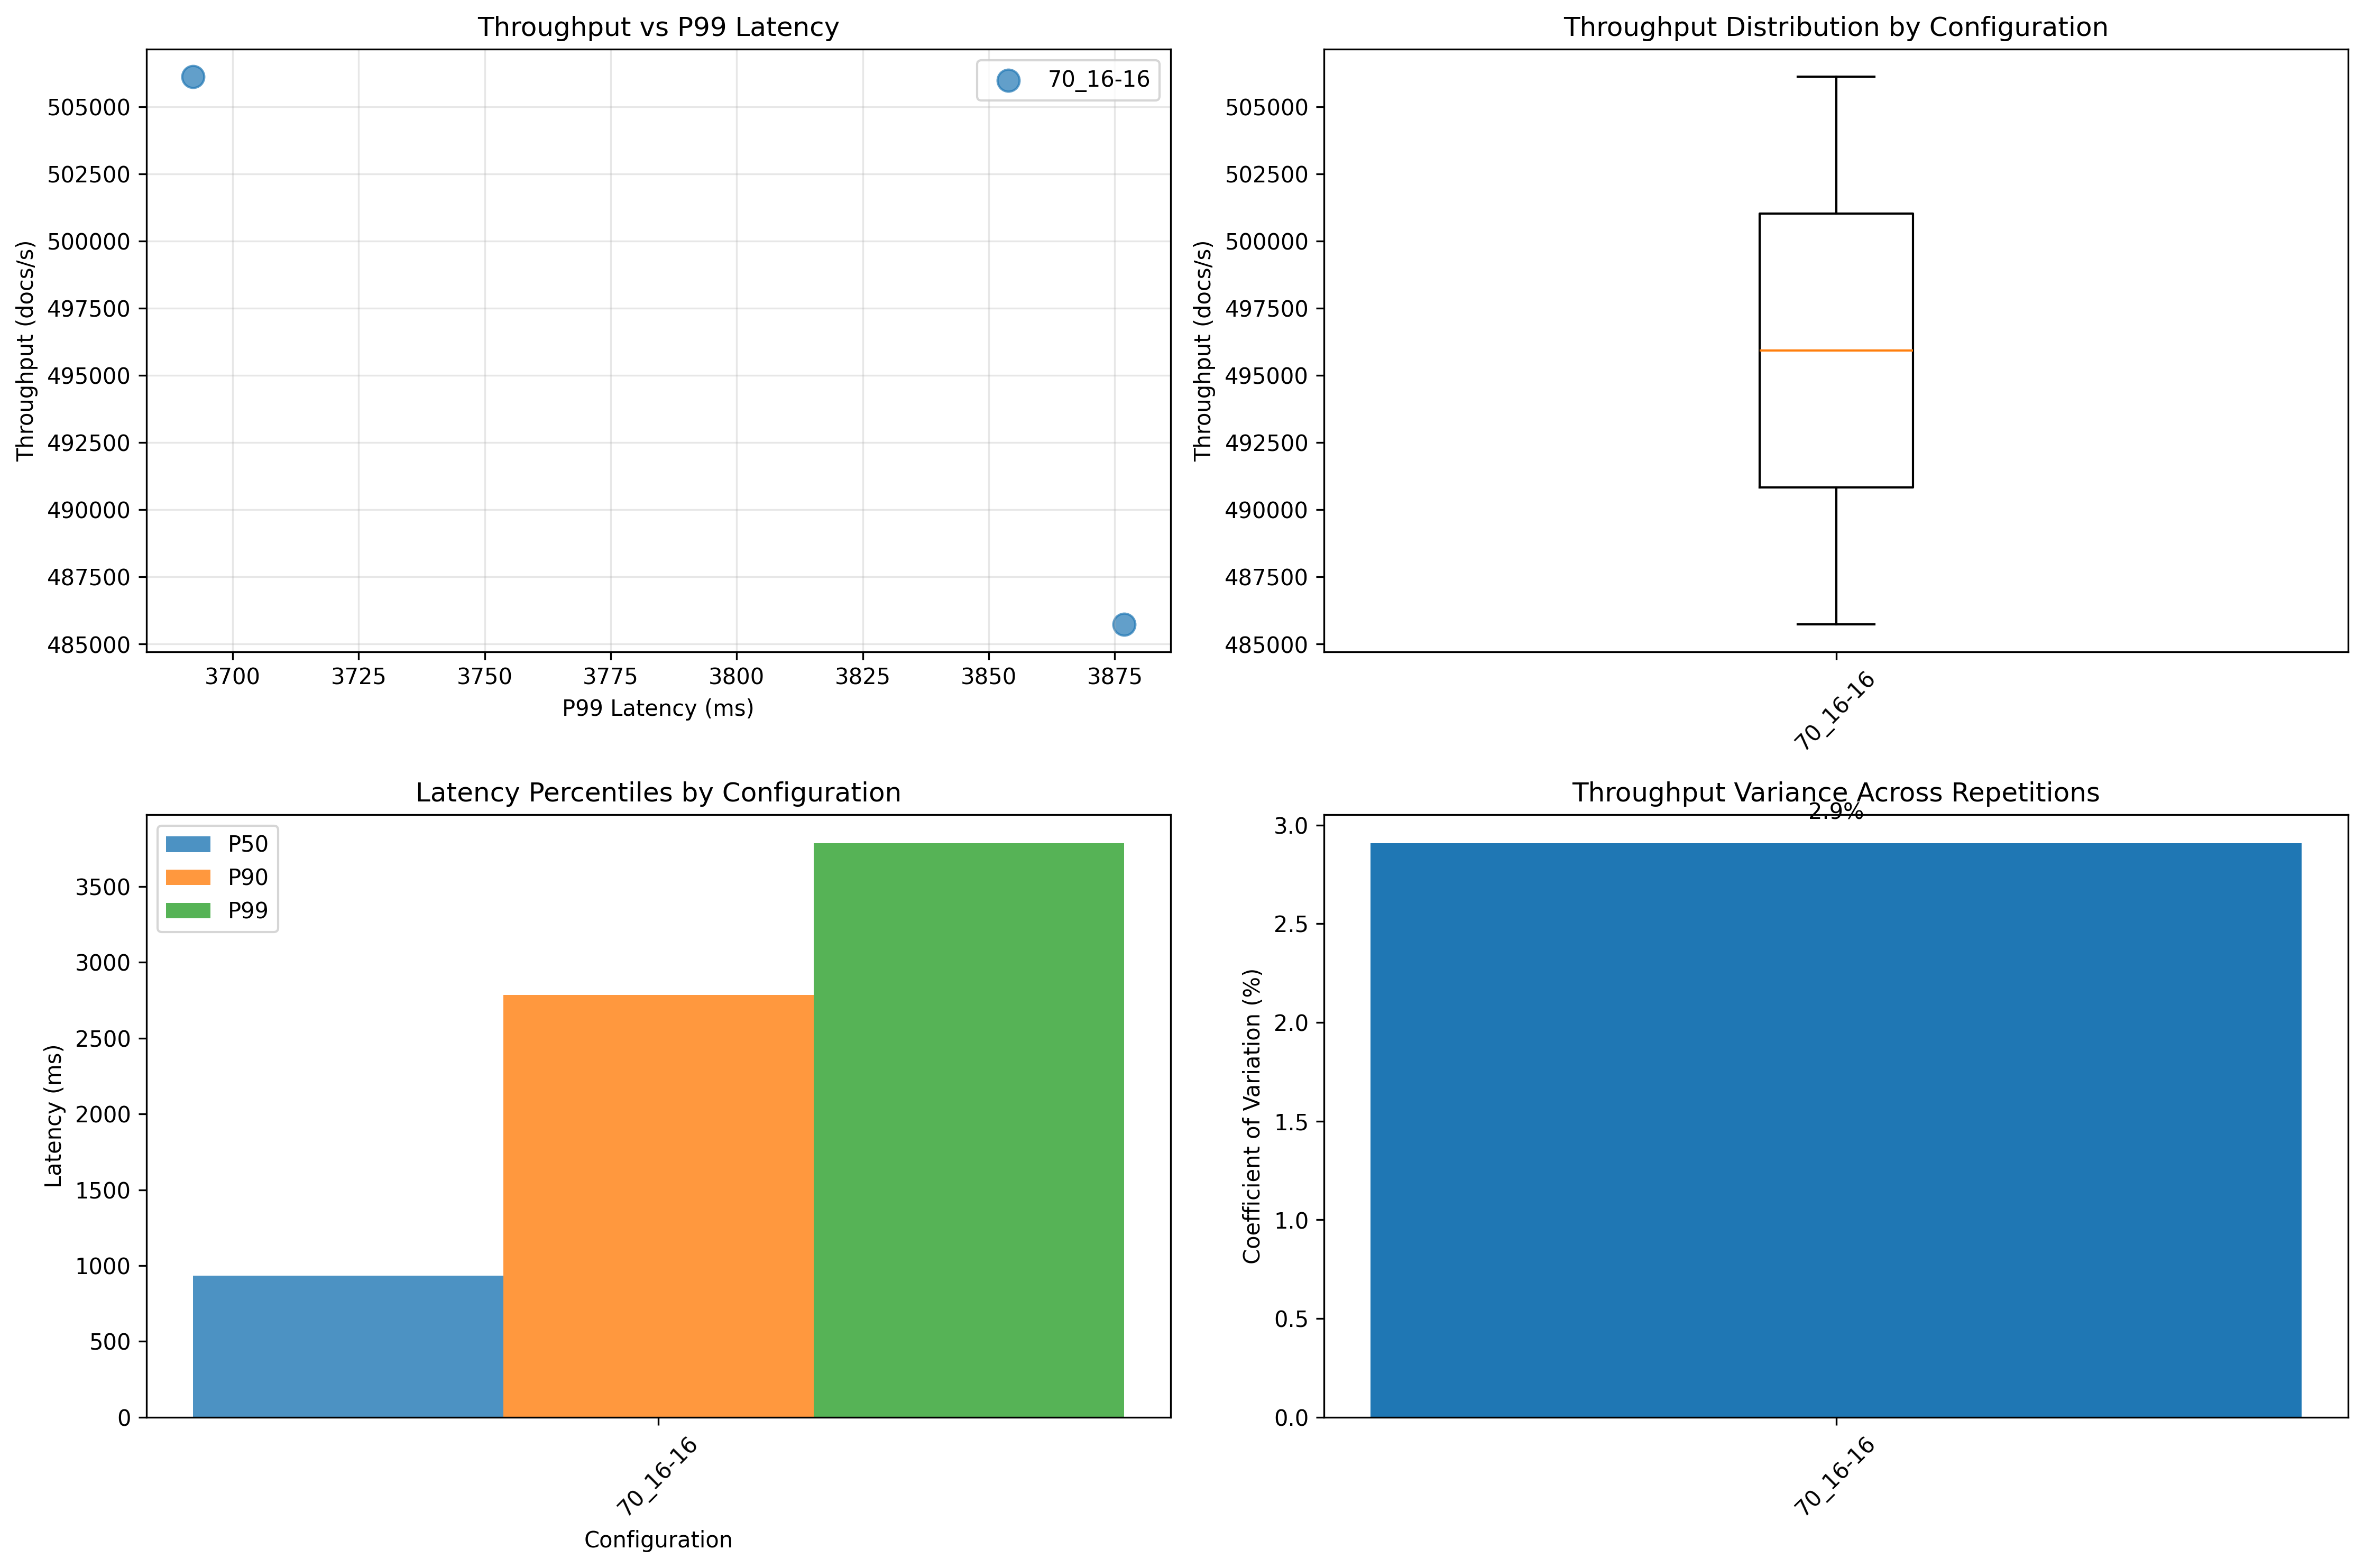 Throughput vs P99 Latency
70_16-16
505000
502500
500000
497500
495000
492500
490000
487500
485000
Throughput (docs/s)
3700 3725 3750 3775 3800 3825 3850 3875
P99 Latency (ms)
Throughput Distribution by Configuration
505000
502500
500000
497500
495000
492500
490000
487500
485000
Throughput (docs/s)
70_16-16
Latency Percentiles by Configuration
P50
P90
P99
3500
3000
2500
2000
1500
1000
500
0
Latency (ms)
70_16-16
Configuration
Throughput Variance Across Repetitions
2.9%
3.0
2.5
2.0
1.5
1.0
0.5
0.0
Coefficient of Variation (%)
70_16-16